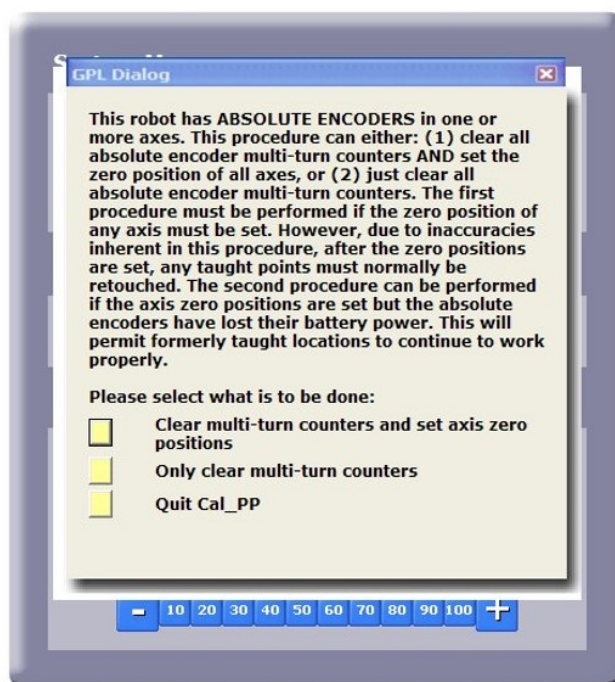 GPL Dialog
This robot has ABSOLUTE ENCODERS in one or
more axes. This procedure can either: (1) clear all
absolute encoder multi-turn counters AND set the
zero position of all axes, or (2) just clear all
absolute encoder multi-turn counters. The first
procedure must be performed if the zero position of
any axis must be set. However, due to inaccuracies
inherent in this procedure, after the zero positions
are set, any taught points must normally be
retouched. The second procedure can be performed
if the axis zero positions are set but the absolute
encoders have lost their battery power. This will
permit formerly taught locations to continue to work
properly.
Please select what is to be done:
Clear multi-turn counters and set axis zero
positions
Only clear multi-turn counters
Quit Cal_PP
- 10 20 30 40 50 60 70 80 90 100 +